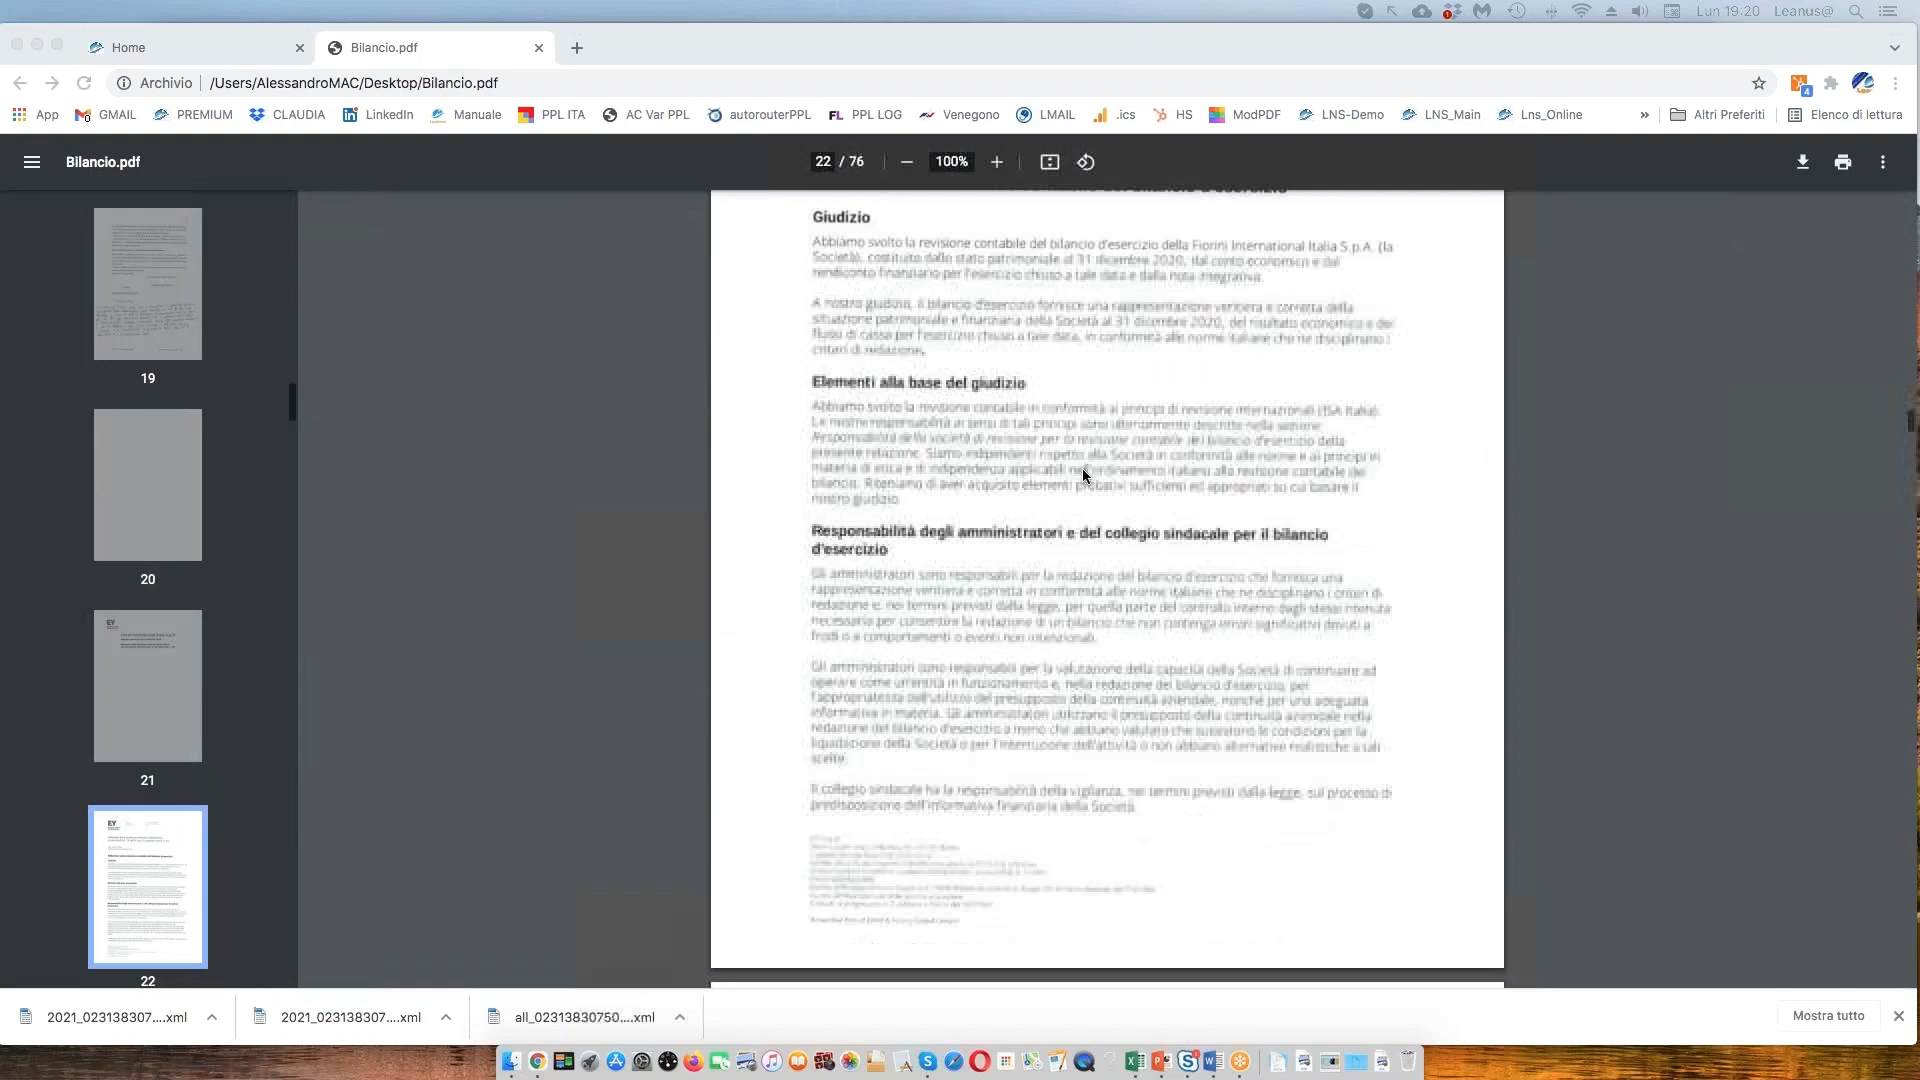 Lun 19:20 Leanus@
Home
Bilancio.pdf
Archivio /Users/AlessandroMAC/Desktop/Bilancio.pdf
4
App GMAIL PREMIUM CLAUDIA LinkedIn Manuale PPL ITA AC Var PPL autorouterPPL FL PPL LOG Venegono LMAIL .ics HS ModPDF LNS-Demo LNS_Main Lns_Online » Altri Preferiti Elenco di lettura
Bilancio.pdf 22 / 76 100%
19
20
EY
21
EY
22
Giudizio
Abbiamo svolto la revisione contabile del bilancio d'esercizio della Fiorini International Italia S.p.A. (la
Società), costituito dallo stato patrimoniale al 31 dicembre 2020, dal conto economico e dal
rendiconto finanziario per l'esercizio chiuso a tale data e dalla nota integrativa.
A nostro giudizio, il bilancio d'esercizio fornisce una rappresentazione veritiera e corretta della
situazione patrimoniale e finanziaria della Società al 31 dicembre 2020, del risultato economico e dei
flussi di cassa per l'esercizio chiuso a tale data, in conformità alle norme italiane che ne disciplinano i
criteri di redazione.
Elementi alla base del giudizio
Abbiamo svolto la revisione contabile in conformità ai principi di revisione internazionali (ISA Italia).
Le nostre responsabilità ai sensi di tali principi sono ulteriormente descritte nella sezione
Responsabilità della società di revisione per la revisione contabile del bilancio d'esercizio della
presente relazione. Siamo indipendenti rispetto alla Società in conformità alle norme e ai principi in
materia di etica e di indipendenza applicabili nell'ordinamento italiano alla revisione contabile del
bilancio. Riteniamo di aver acquisito elementi probativi sufficienti ed appropriati su cui basare il
nostro giudizio.
Responsabilità degli amministratori e del collegio sindacale per il bilancio
d'esercizio
Gli amministratori sono responsabili per la redazione del bilancio d'esercizio che fornisca una
rappresentazione veritiera e corretta in conformità alle norme italiane che ne disciplinano i criteri di
redazione e, nei termini previsti dalla legge, per quella parte del controllo interno dagli stessi ritenuta
necessaria per consentire la redazione di un bilancio che non contenga errori significativi dovuti a
frodi o a comportamenti o eventi non intenzionali.
Gli amministratori sono responsabili per la valutazione della capacità della Società di continuare ad
operare come un'entità in funzionamento e, nella redazione del bilancio d'esercizio, per
l'appropriatezza dell'utilizzo del presupposto della continuità aziendale, nonché per una adeguata
informativa in materia. Gli amministratori utilizzano il presupposto della continuità aziendale nella
redazione del bilancio d'esercizio a meno che abbiano valutato che sussistono le condizioni per la
liquidazione della Società o per l'interruzione dell'attività o non abbiano alternative realistiche a tali
scelte.
Il collegio sindacale ha la responsabilità della vigilanza, nei termini previsti dalla legge, sul processo di
predisposizione dell'informativa finanziaria della Società.
2021_023138307....xml 2021_023138307....xml all_02313830750....xml Mostra tutto